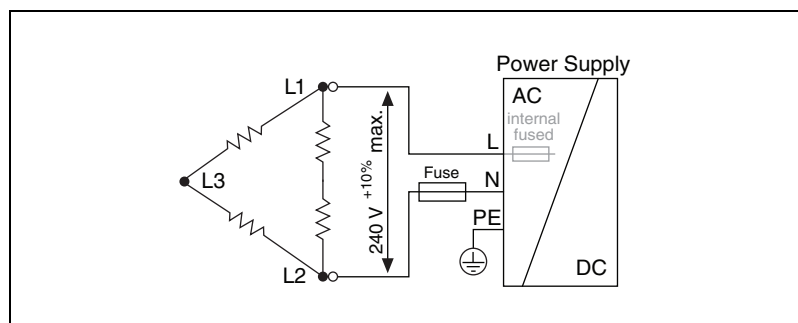 Power Supply
L1
AC
internal
fused
L
240 V +10% max.
Fuse
N
L3
PE
L2
DC